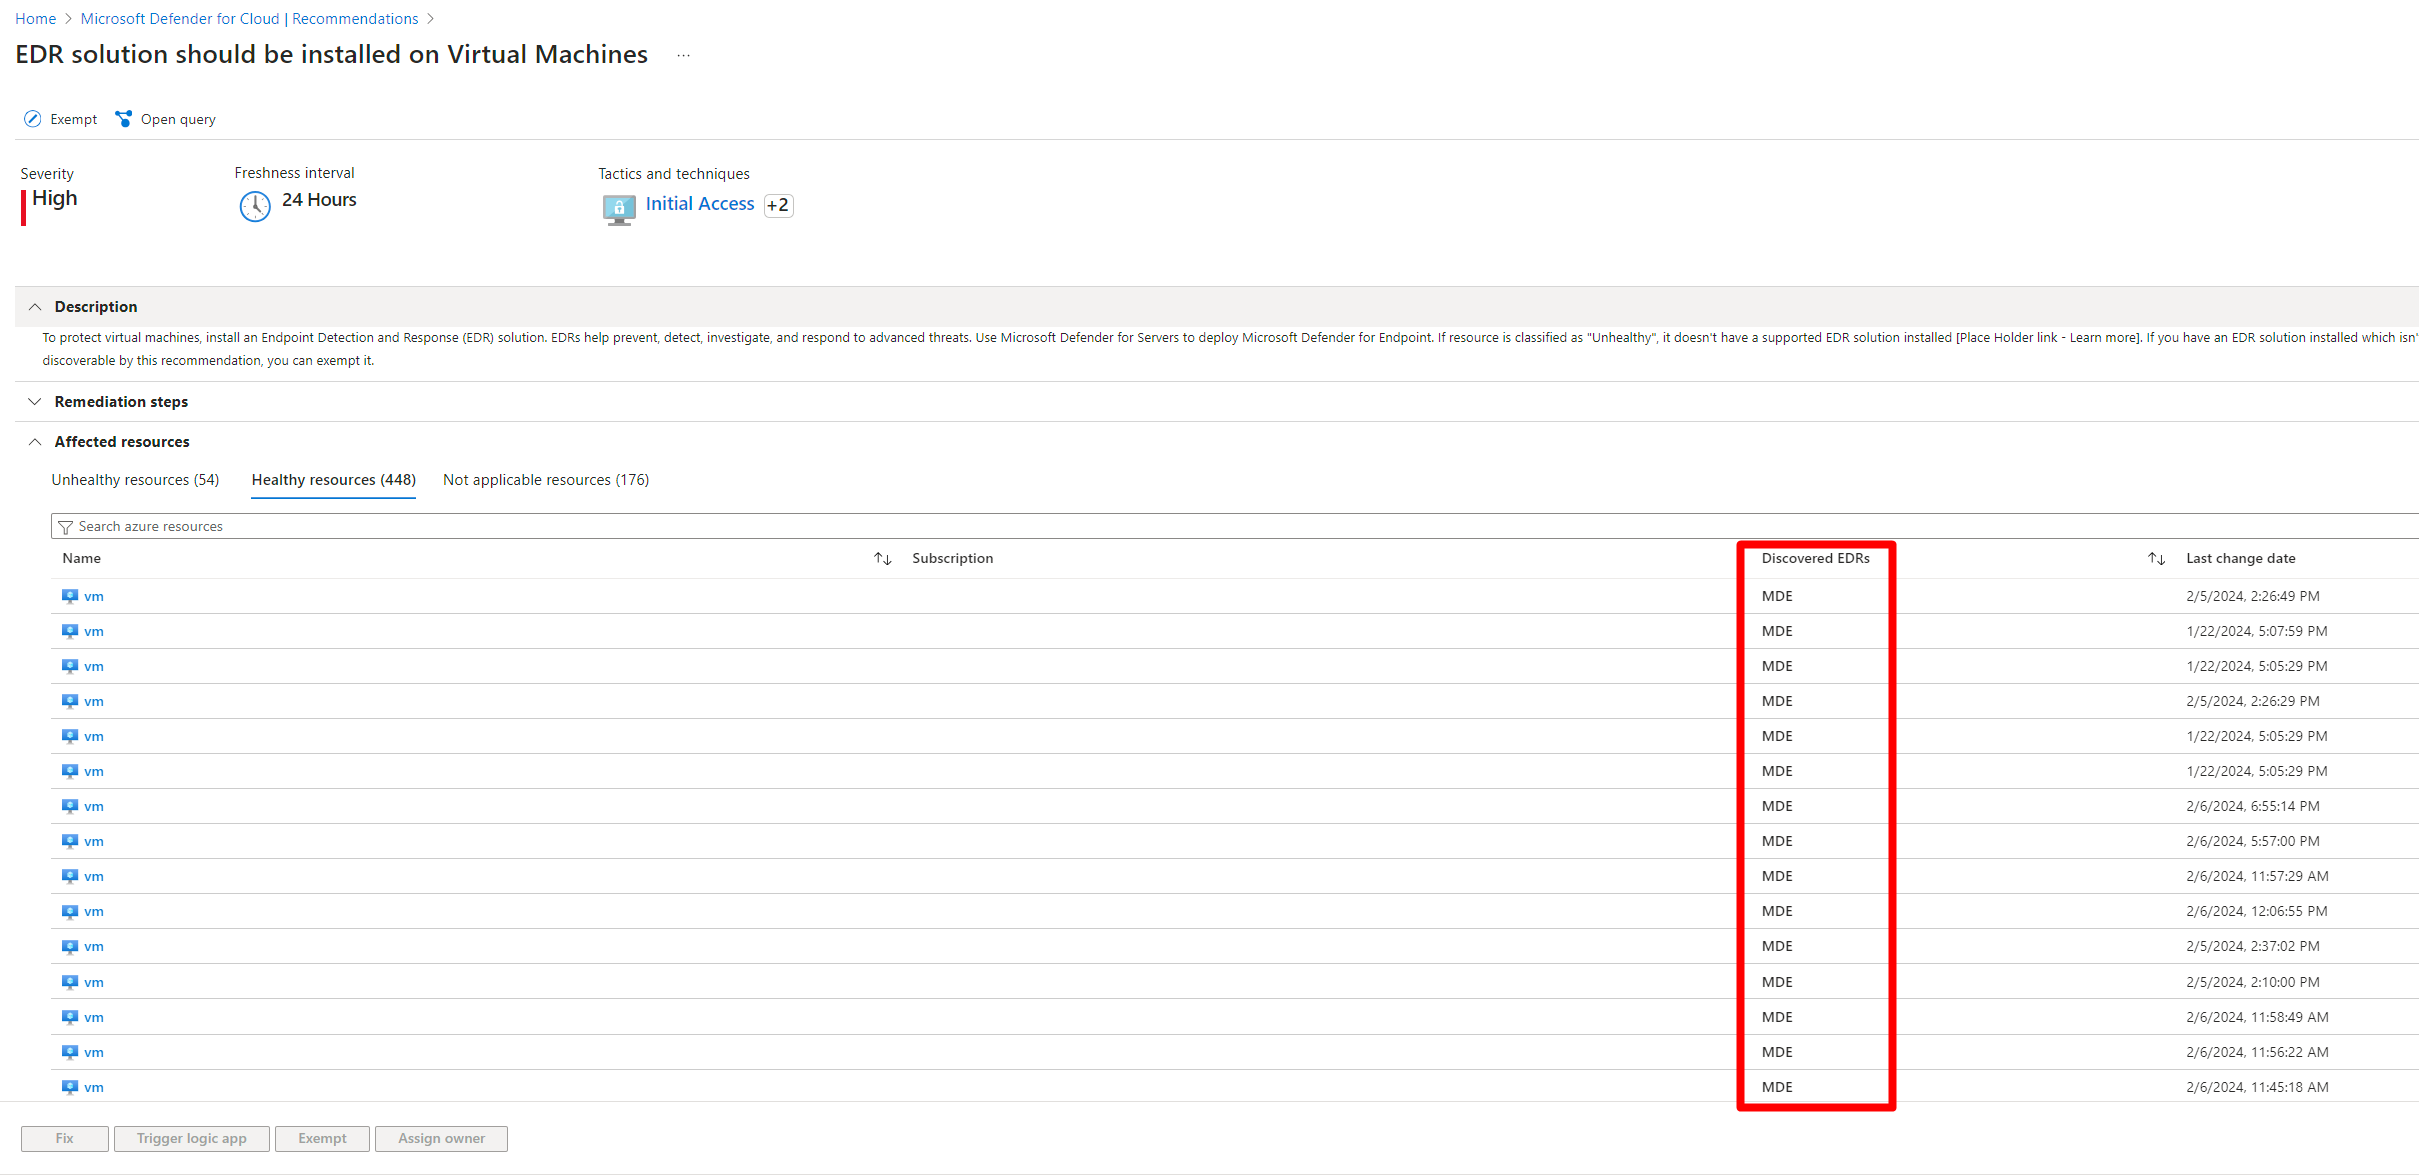 Home > Microsoft Defender for Cloud | Recommendations >
EDR solution should be installed on Virtual Machines ...
Exempt Open query
Severity Freshness interval Tactics and techniques
High 24 Hours Initial Access +2
Description
To protect virtual machines, install an Endpoint Detection and Response (EDR) solution. EDRs help prevent, detect, investigate, and respond to advanced threats. Use Microsoft Defender for Servers to deploy Microsoft Defender for Endpoint. If resource is classified as "Unhealthy", it doesn't have a supported EDR solution installed [Place Holder link - Learn more]. If you have an EDR solution installed which isn'
discoverable by this recommendation, you can exempt it.
Remediation steps
Affected resources
Unhealthy resources (54) Healthy resources (448) Not applicable resources (176)
Search azure resources
Name Subscription Discovered EDRs Last change date
vm MDE 2/5/2024, 2:26:49 PM
vm MDE 1/22/2024, 5:07:59 PM
vm MDE 1/22/2024, 5:05:29 PM
vm MDE 2/5/2024, 2:26:29 PM
vm MDE 1/22/2024, 5:05:29 PM
vm MDE 1/22/2024, 5:05:29 PM
vm MDE 2/6/2024, 6:55:14 PM
vm MDE 2/6/2024, 5:57:00 PM
vm MDE 2/6/2024, 11:57:29 AM
vm MDE 2/6/2024, 12:06:55 PM
vm MDE 2/5/2024, 2:37:02 PM
vm MDE 2/5/2024, 2:10:00 PM
vm MDE 2/6/2024, 11:58:49 AM
vm MDE 2/6/2024, 11:56:22 AM
vm MDE 2/6/2024, 11:45:18 AM
Fix Trigger logic app Exempt Assign owner